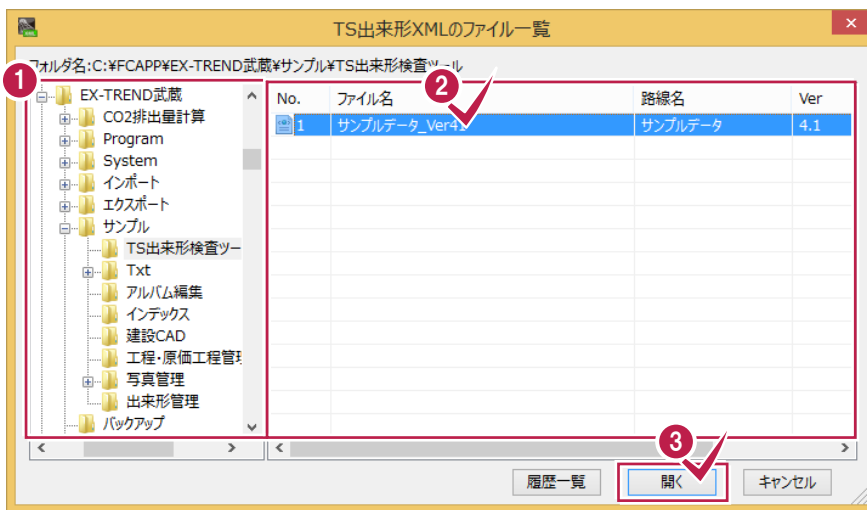 TS出来形XMLのファイル一覧
フォルダ名:C:¥FCAPP¥EX-TREND武蔵¥サンプル¥TS出来形検査ツール
1
EX-TREND武蔵
CO2排出量計算
Program
System
インポート
エクスポート
サンプル
TS出来形検査ツー
Txt
アルバム編集
インデックス
建設CAD
工程・原価工程管理
写真管理
出来形管理
バックアップ
2
No. ファイル名 路線名 Ver
1 サンプルデータ_Ver41 サンプルデータ 4.1
3
履歴一覧 開く キャンセル